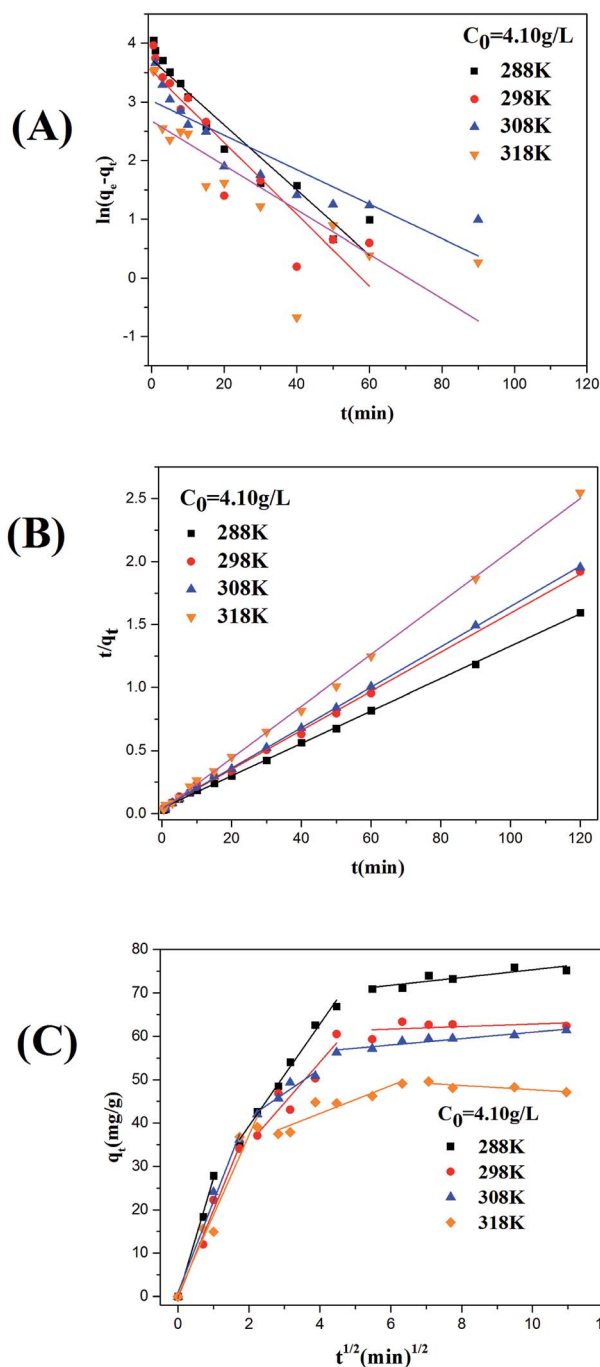 (A)
C0=4.10g/L
288K
298K
308K
318K
ln(qe-qt)
4
3
2
1
0
-1
0 20 40 60 80 100 120
t(min)
(B)
C0=4.10g/L
288K
298K
308K
318K
t/qt
2.5
2.0
1.5
1.0
0.5
0.0
0 20 40 60 80 100 120
t(min)
(C)
qt(mg/g)
80
70
60
50
40
30
20
10
0
C0=4.10g/L
288K
298K
308K
318K
0 2 4 6 8 10
t1/2(min)1/2